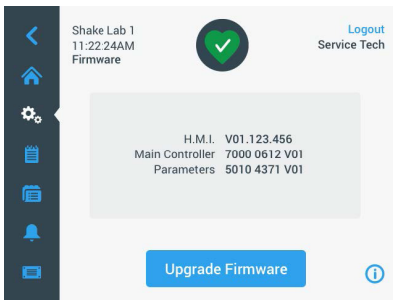 Shake Lab 1
11:22:24AM
Firmware
Logout
Service Tech
H.M.I. V01.123.456
Main Controller 7000 0612 V01
Parameters 5010 4371 V01
Upgrade Firmware